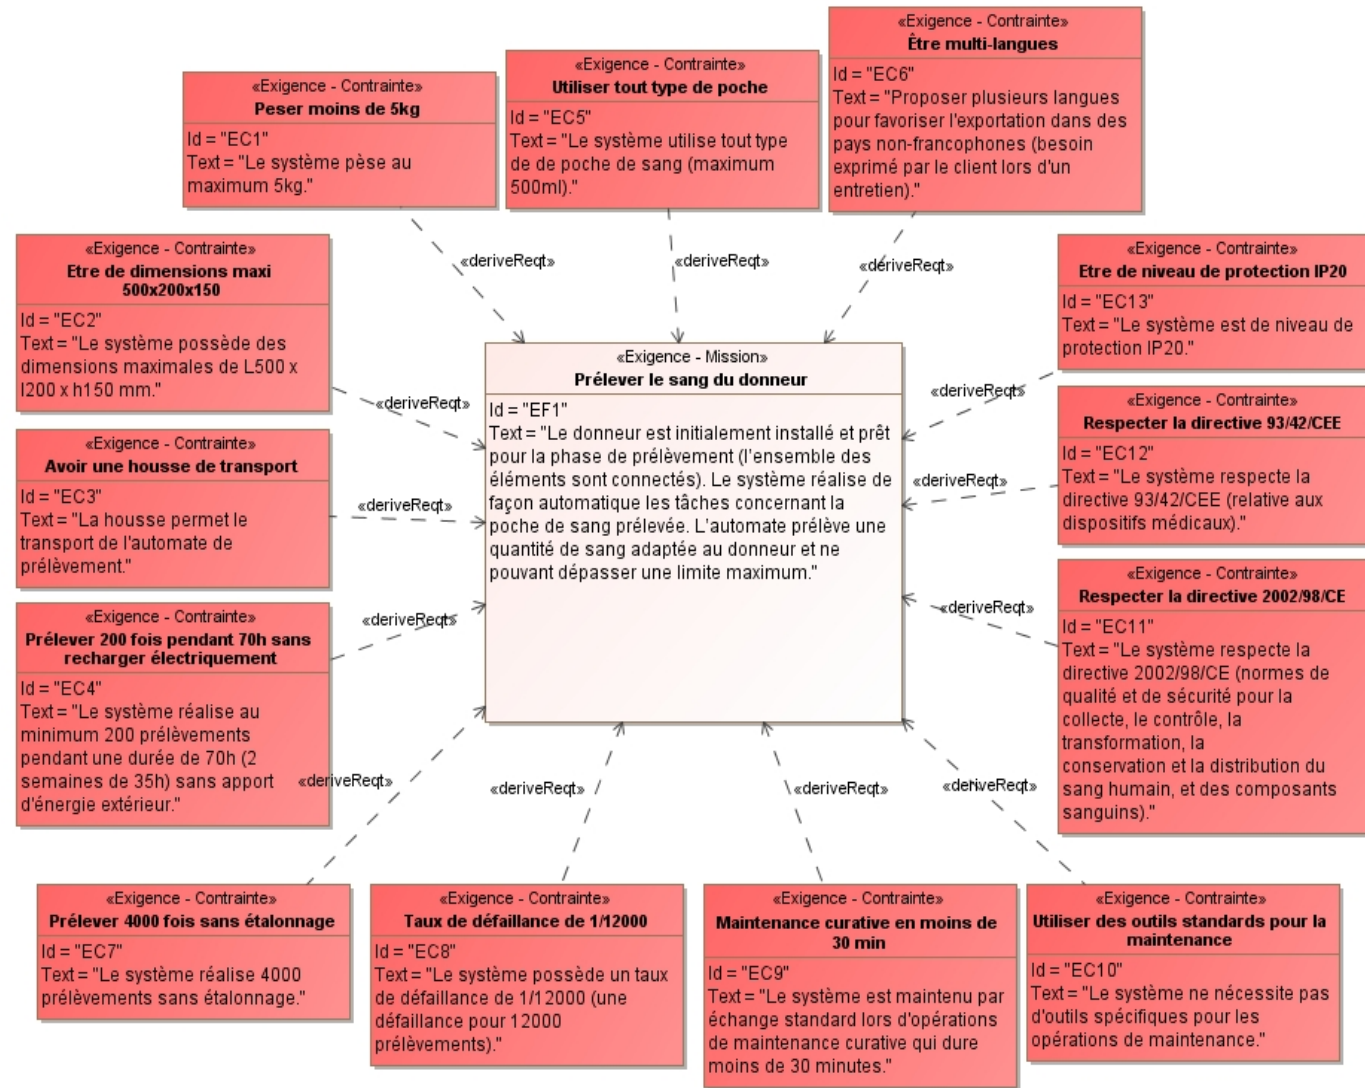 «Exigence - Contrainte»
Peser moins de 5kg
Id = "EC1"
Text = "Le système pèse au
maximum 5kg."
«Exigence - Contrainte»
Utiliser tout type de poche
Id = "EC5"
Text = "Le système utilise tout type
de de poche de sang (maximum
500ml)."
«Exigence - Contrainte»
Être multi-langues
Id = "EC6"
Text = "Proposer plusieurs langues
pour favoriser l'exportation dans des
pays non-francophones (besoin
exprimé par le client lors d'un
entretien)."
«deriveReqt»
«deriveReqt»
«deriveReqt»
«Exigence - Contrainte»
Etre de dimensions maxi
500x200x150
Id = "EC2"
Text = "Le système possède des
dimensions maximales de L500 x
l200 x h150 mm."
«deriveReqt»
«Exigence - Contrainte»
Avoir une housse de transport
Id = "EC3"
Text = "La housse permet le
transport de l'automate de
prélèvement."
«deriveReqt»
«Exigence - Contrainte»
Prélever 200 fois pendant 70h sans
recharger électriquement
Id = "EC4"
Text = "Le système réalise au
minimum 200 prélèvements
pendant une durée de 70h (2
semaines de 35h) sans apport
d'énergie extérieur."
«deriveReqt»
«Exigence - Mission»
Prélever le sang du donneur
Id = "EF1"
Text = "Le donneur est initialement installé et prêt
pour la phase de prélèvement (l'ensemble des
éléments sont connectés). Le système réalise de
façon automatique les tâches concernant la
poche de sang prélevée. L'automate prélève une
quantité de sang adaptée au donneur et ne
pouvant dépasser une limite maximum."
«Exigence - Contrainte»
Etre de niveau de protection IP20
Id = "EC13"
Text = "Le système est de niveau de
protection IP20."
«deriveReqt»
«Exigence - Contrainte»
Respecter la directive 93/42/CEE
Id = "EC12"
Text = "Le système respecte la
directive 93/42/CEE (relative aux
dispositifs médicaux)."
«deriveReqt»
«Exigence - Contrainte»
Respecter la directive 2002/98/CE
Id = "EC11"
Text = "Le système respecte la
directive 2002/98/CE (normes de
qualité et de sécurité pour la
collecte, le contrôle, la
transformation, la
conservation et la distribution du
sang humain, et des composants
sanguins)."
«deriveReqt»
«deriveReqt»
«deriveReqt»
«deriveReqt»
«deriveReqt»
«Exigence - Contrainte»
Prélever 4000 fois sans étalonnage
Id = "EC7"
Text = "Le système réalise 4000
prélèvements sans étalonnage."
«Exigence - Contrainte»
Taux de défaillance de 1/12000
Id = "EC8"
Text = "Le système possède un taux
de défaillance de 1/12000 (une
défaillance pour 12000
prélèvements)."
«Exigence - Contrainte»
Maintenance curative en moins de
30 min
Id = "EC9"
Text = "Le système est maintenu par
échange standard lors d'opérations
de maintenance curative qui dure
moins de 30 minutes."
«Exigence - Contrainte»
Utiliser des outils standards pour la
maintenance
Id = "EC10"
Text = "Le système ne nécessite pas
d'outils spécifiques pour les
opérations de maintenance."